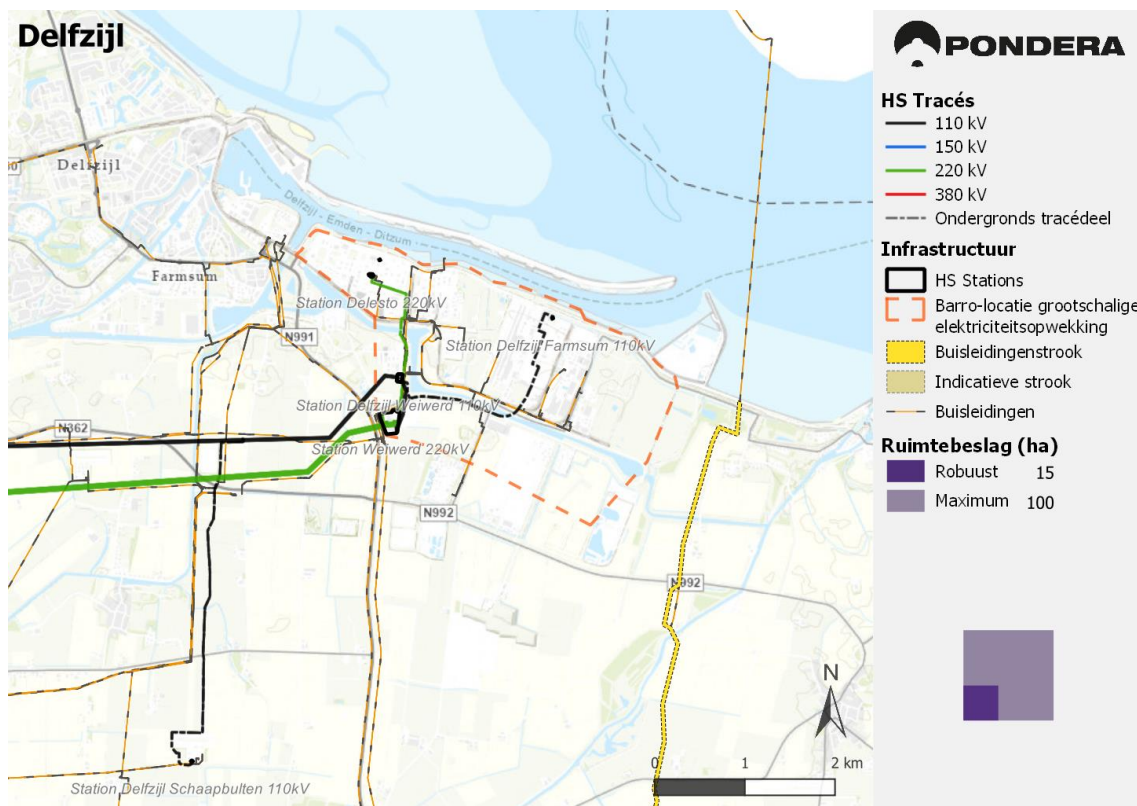 Delfzijl
Delfzijl
Delfzijl - Emden - Ditzum
Farmsum
Station Delesto 220kV
N991
Station Delfzijl Farmsum 110kV
Station Delfzijl Weiwerd 110kV
N362
Station Weiwerd 220kV
N992
N992
Station Delfzijl Schaapbulten 110kV
N
0 1 2 km
PONDERA
HS Tracés
110 kV
150 kV
220 kV
380 kV
Ondergronds tracédeel
Infrastructuur
HS Stations
Barro-locatie grootschalige
elektriciteitsopwekking
Buisleidingenstrook
Indicatieve strook
Buisleidingen
Ruimtebeslag (ha)
Robuust 15
Maximum 100